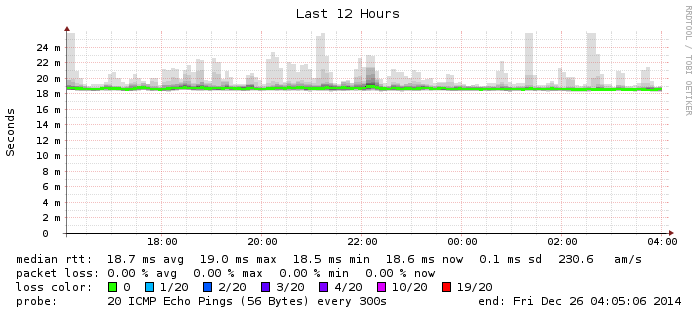 Last 12 Hours
RRDTOOL / TOBI OETIKER
Seconds
24 m
22 m
20 m
18 m
16 m
14 m
12 m
10 m
8 m
6 m
4 m
2 m
0
18:00 20:00 22:00 00:00 02:00 04:00
median rtt: 18.7 ms avg 19.0 ms max 18.5 ms min 18.6 ms now 0.1 ms sd 230.6 am/s
packet loss: 0.00 % avg 0.00 % max 0.00 % min 0.00 % now
loss color: 0 1/20 2/20 3/20 4/20 10/20 19/20
probe: 20 ICMP Echo Pings (56 Bytes) every 300s end: Fri Dec 26 04:05:06 2014